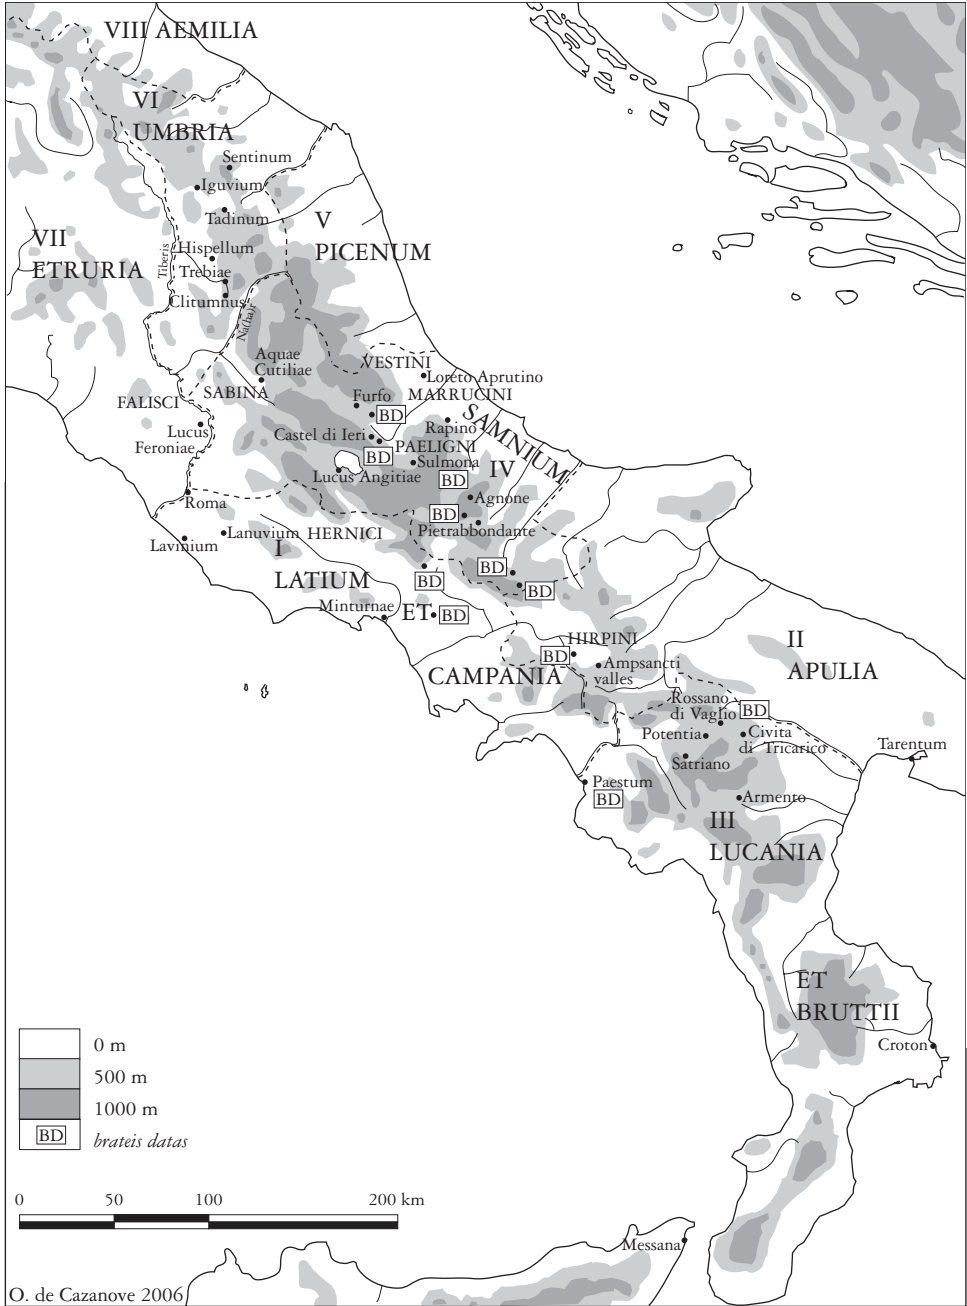 VIII AEMILIA
VI
UMBRIA
Sentinum
Iguvium
Tadinum
V
PICENUM
VII
ETRURIA
Tiberis
Hispellum
Trebiae
Clitumnus
Na(ha)r
Aquae
Cutiliae
VESTINI
Loreto Aprutino
SABINA
MARRUCINI
FALISCI
Furfo
BD
SAMNIUM
Rapino
Lucus
Feroniae
Castel di Ieri
PAELIGNI
BD
Sulmona
IV
Lucus Angitiae
BD
Agnone
Roma
BD
Pietrabbondante
Lanuvium
HERNICI
Lavinium
I
LATIUM
BD
BD
BD
Minturnae
ET
BD
HIRPINI
BD
II
APULIA
Ampsancti
valles
CAMPANIA
Rossano
di Vaglio
BD
Potentia
Civita
di Tricarico
Tarentum
Satriano
Paestum
BD
Armento
III
LUCANIA
ET
BRUTTII
Croton
0 m
500 m
1000 m
BD
brateis datas
0 50 100 200 km
Messana
O. de Cazanove 2006